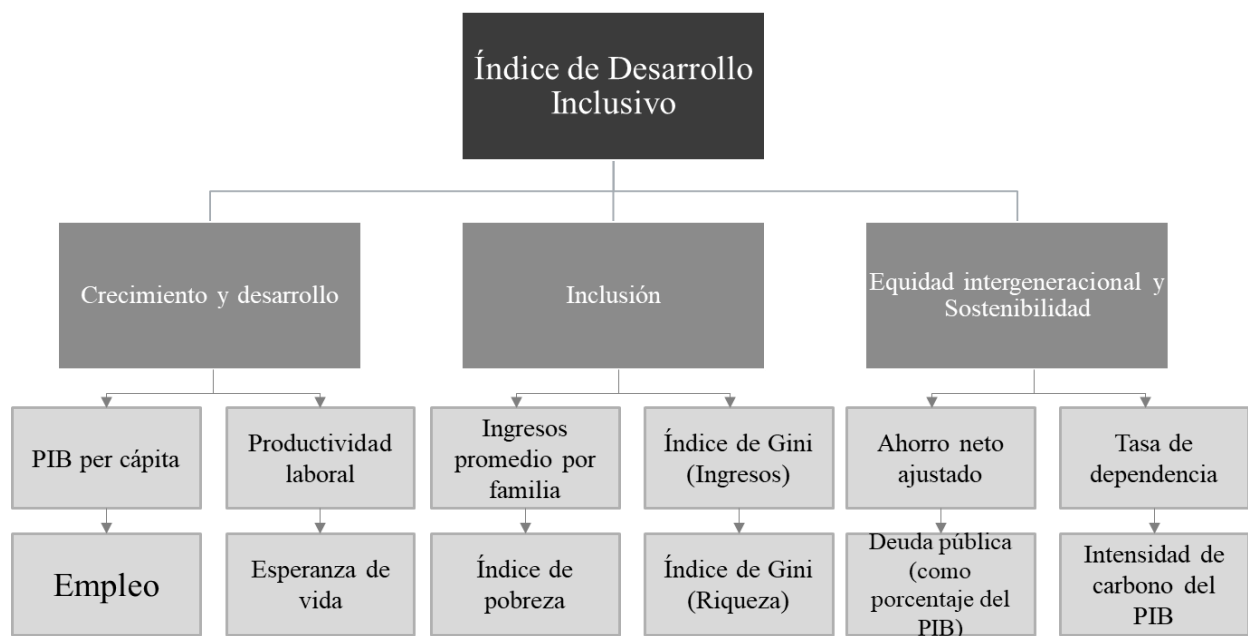 Índice de Desarrollo
Inclusivo
Crecimiento y desarrollo
Inclusión
Equidad intergeneracional y
Sostenibilidad
PIB per cápita
Productividad
laboral
Ingresos
promedio por
familia
Índice de Gini
(Ingresos)
Ahorro neto
ajustado
Tasa de
dependencia
Empleo
Esperanza de
vida
Índice de
pobreza
Índice de Gini
(Riqueza)
Deuda pública
(como
porcentaje del
PIB)
Intensidad de
carbono del
PIB